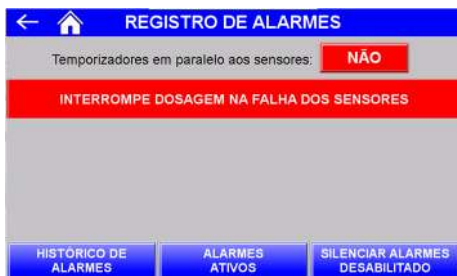 REGISTRO DE ALARMES
Temporizadores em paralelo aos sensores: NÃO
INTERROMPE DOSAGEM NA FALHA DOS SENSORES
HISTÓRICO DE ALARMES
ALARMES ATIVOS
SILENCIAR ALARMES DESABILITADO